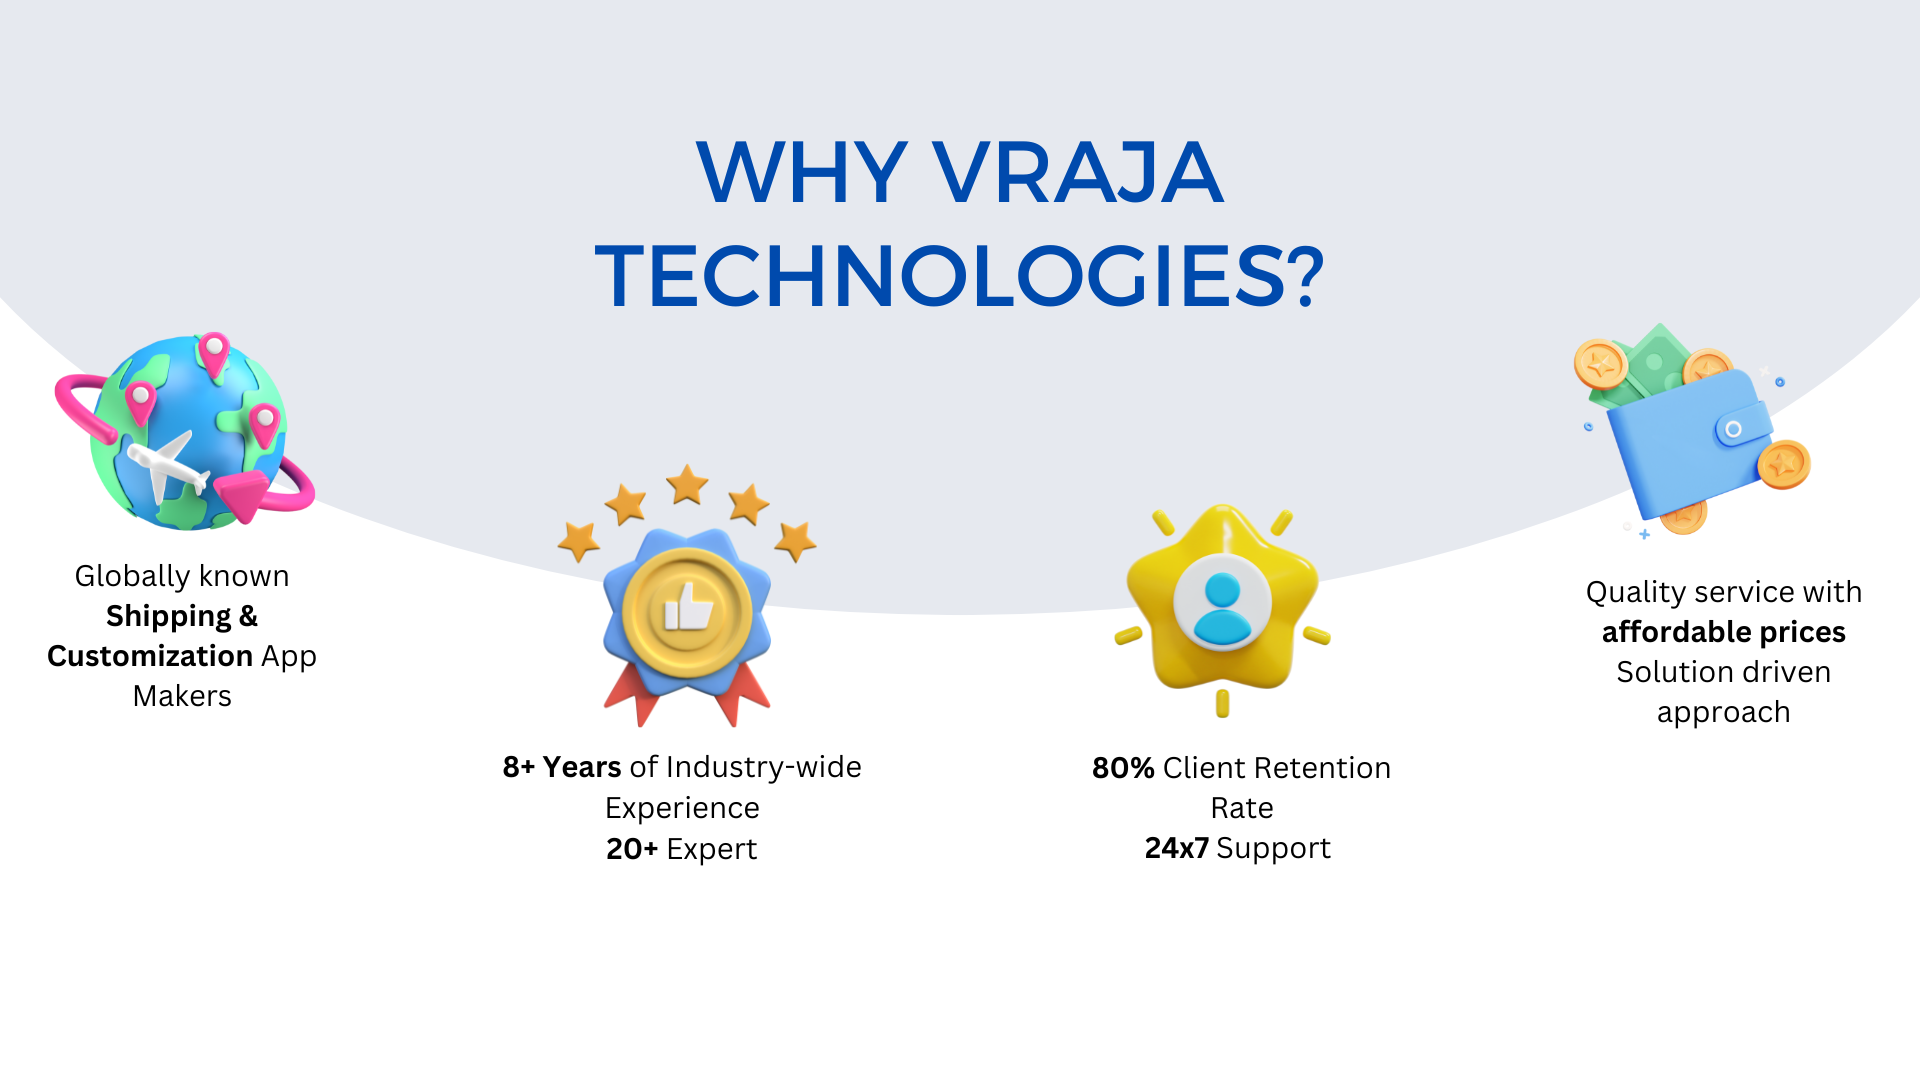 WHY VRAJA
TECHNOLOGIES?
Globally known
Shipping &
Customization App
Makers
8+ Years of Industry-wide
Experience
20+ Expert
80% Client Retention
Rate
24x7 Support
Quality service with
affordable prices
Solution driven
approach